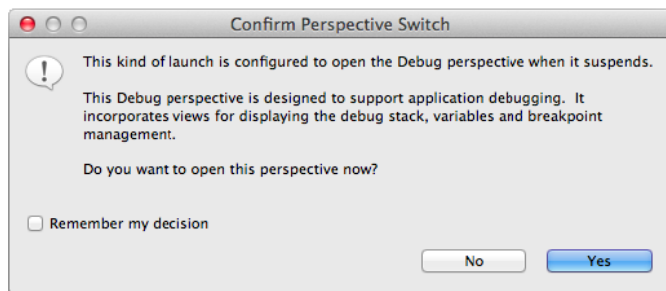 Confirm Perspective Switch
This kind of launch is configured to open the Debug perspective when it suspends.
This Debug perspective is designed to support application debugging.  It
incorporates views for displaying the debug stack, variables and breakpoint
management.
Do you want to open this perspective now?
Remember my decision
No
Yes